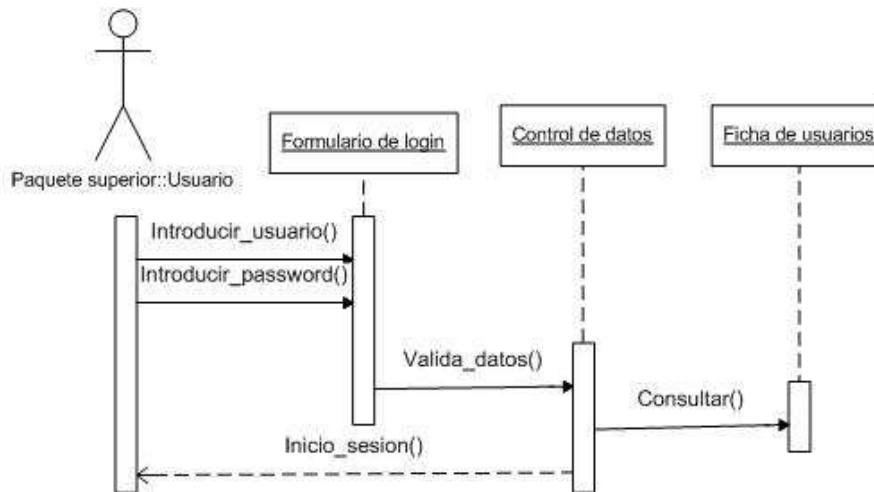 Formulario de login
Control de datos
Ficha de usuarios
Paquete superior::Usuario
Introducir_usuario()
Introducir_password()
Valida_datos()
Consultar()
Inicio_sesion()